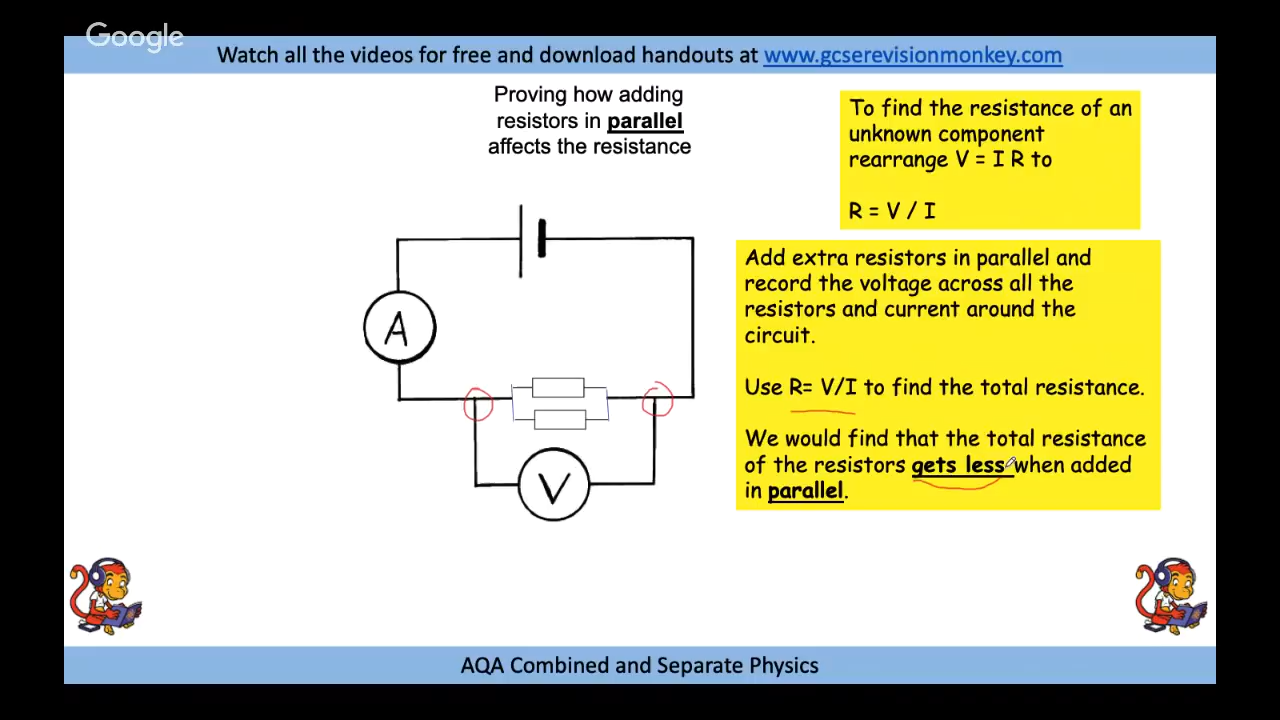 Google
Watch all the videos for free and download handouts at www.gcserevisionmonkey.com
Proving how adding
resistors in parallel
affects the resistance
To find the resistance of an
unknown component
rearrange V = I R to
R = V / I
A
V
Add extra resistors in parallel and
record the voltage across all the
resistors and current around the
circuit.
Use R= V/I to find the total resistance.
We would find that the total resistance
of the resistors gets less when added
in parallel.
AQA Combined and Separate Physics